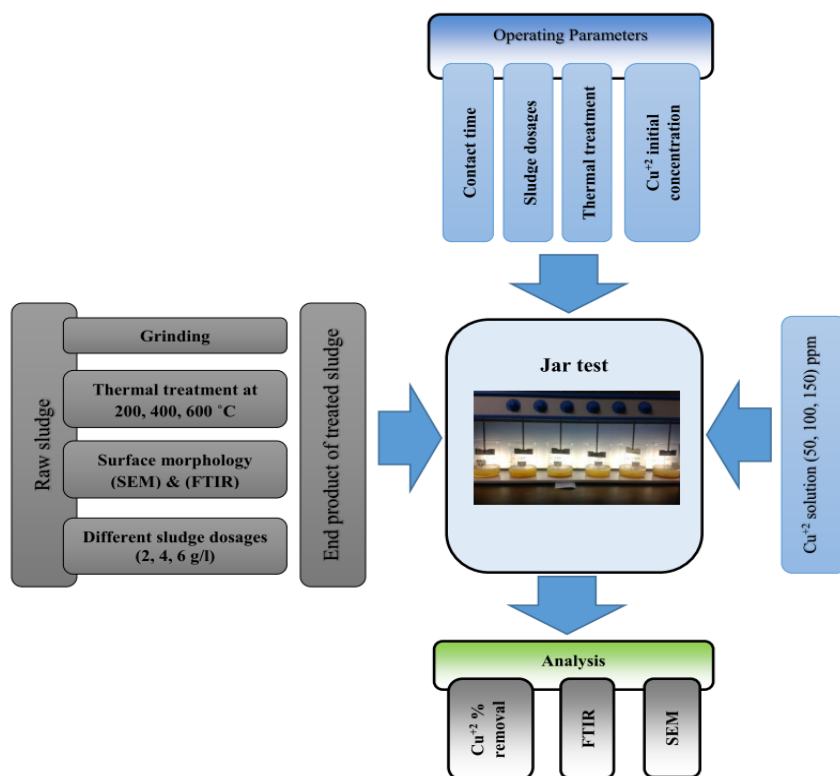 Operating Parameters
Contact time
Sludge dosages
Thermal treatment
Cu⁺² initial
concentration
Raw sludge
Grinding
Thermal treatment at
200, 400, 600 ˚C
Surface morphology
(SEM) & (FTIR)
Different sludge dosages
(2, 4, 6 g/l)
End product of treated sludge
Jar test
Cu⁺² solution (50, 100, 150) ppm
Analysis
Cu⁺² %
removal
FTIR
SEM